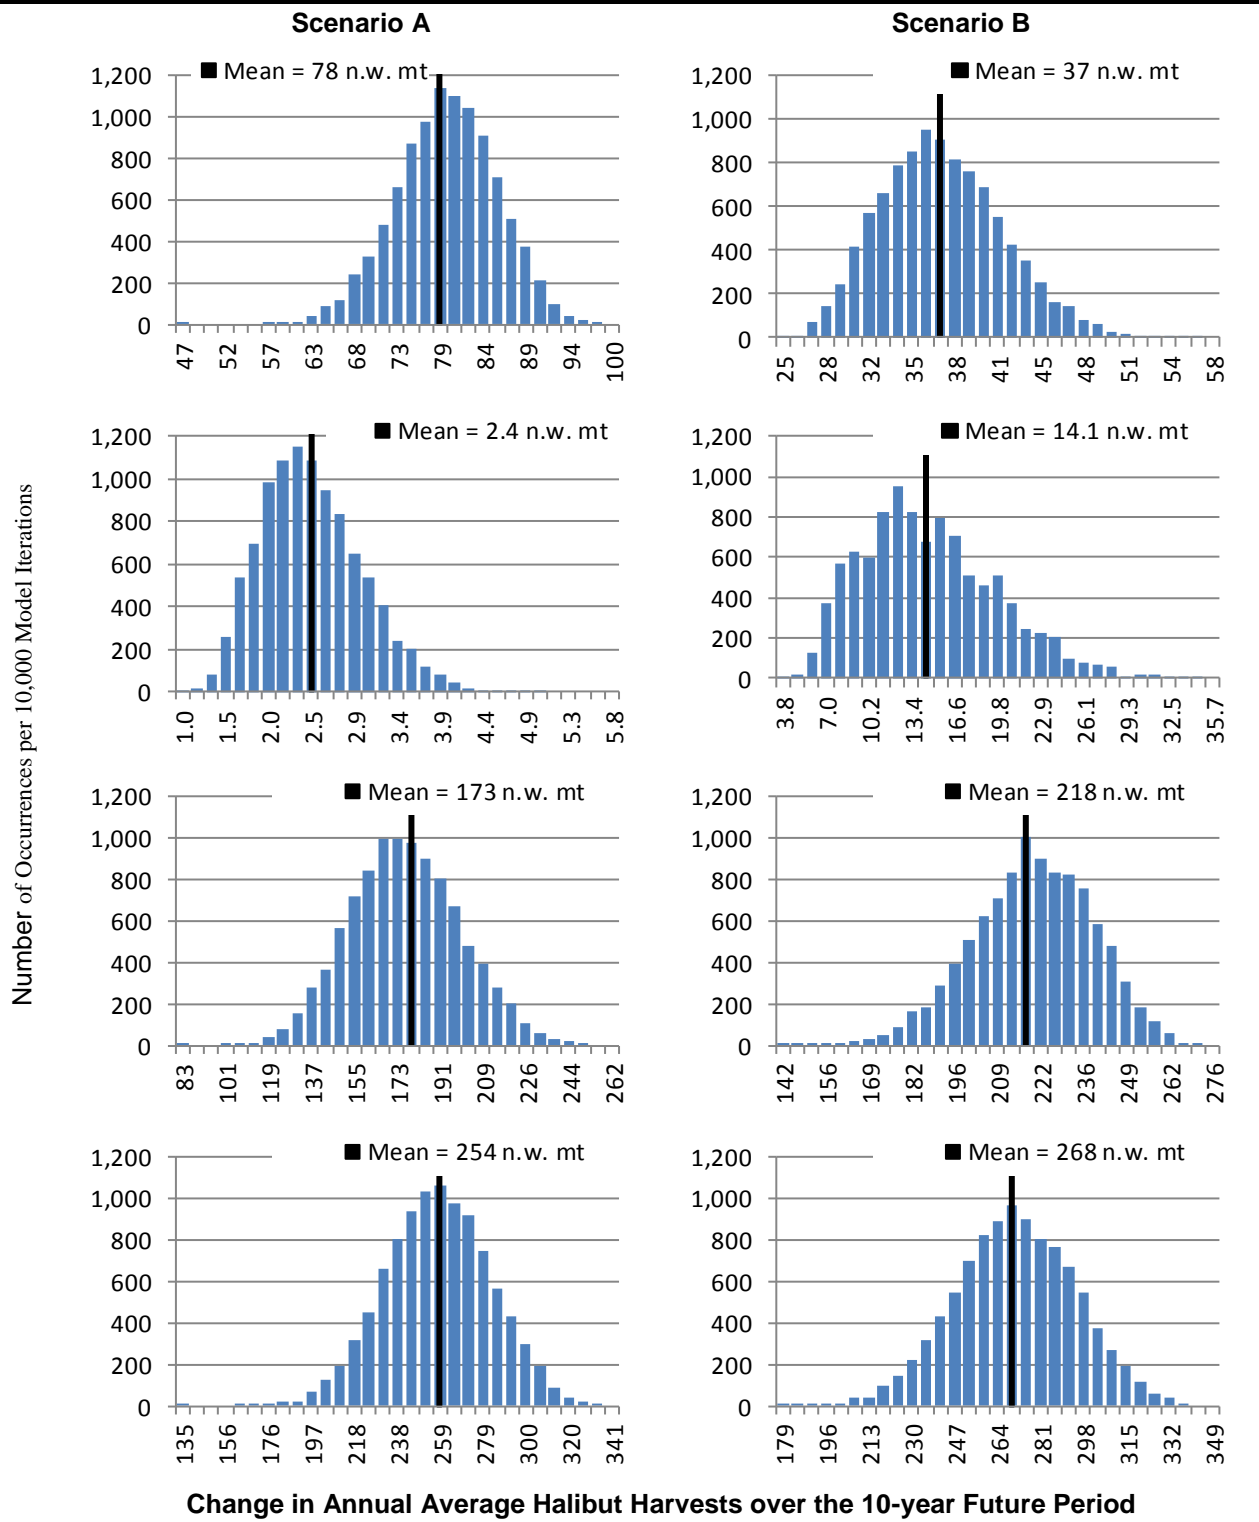 Scenario A
Scenario B
Number of Occurrences per 10,000 Model Iterations
Mean = 78 n.w. mt
1,200
1,000
800
600
400
200
0
47 52 57 63 68 73 79 84 89 94 100
Mean = 37 n.w. mt
1,200
1,000
800
600
400
200
0
25 28 32 35 38 41 45 48 51 54 58
Mean = 2.4 n.w. mt
1,200
1,000
800
600
400
200
0
1.0 1.5 2.0 2.5 2.9 3.4 3.9 4.4 4.9 5.3 5.8
Mean = 14.1 n.w. mt
1,200
1,000
800
600
400
200
0
3.8 7.0 10.2 13.4 16.6 19.8 22.9 26.1 29.3 32.5 35.7
Mean = 173 n.w. mt
1,200
1,000
800
600
400
200
0
83 101 119 137 155 173 191 209 226 244 262
Mean = 218 n.w. mt
1,200
1,000
800
600
400
200
0
142 156 169 182 196 209 222 236 249 262 276
Mean = 254 n.w. mt
1,200
1,000
800
600
400
200
0
135 156 176 197 218 238 259 279 300 320 341
Mean = 268 n.w. mt
1,200
1,000
800
600
400
200
0
179 196 213 230 247 264 281 298 315 332 349
Change in Annual Average Halibut Harvests over the 10-year Future Period